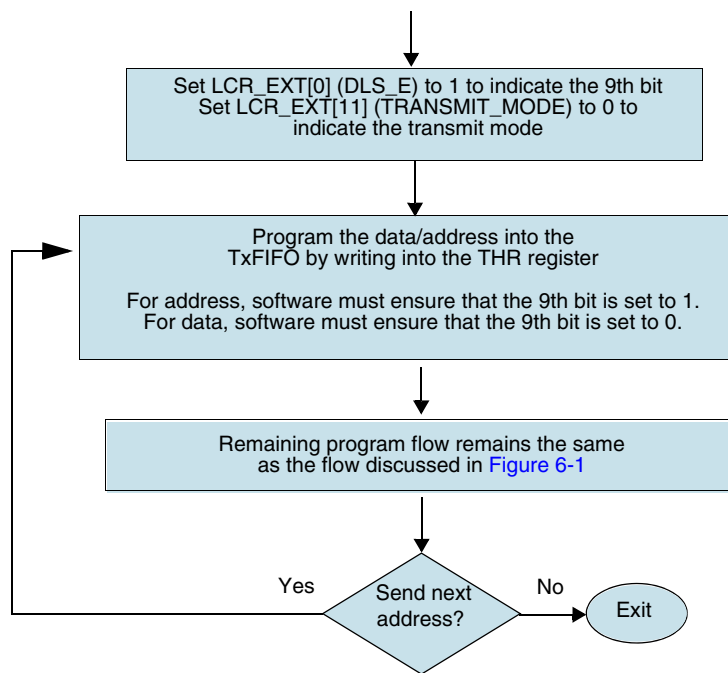 Set LCR_EXT[0] (DLS_E) to 1 to indicate the 9th bit
Set LCR_EXT[11] (TRANSMIT_MODE) to 0 to
indicate the transmit mode
Program the data/address into the
TxFIFO by writing into the THR register
For address, software must ensure that the 9th bit is set to 1.
For data, software must ensure that the 9th bit is set to 0.
Remaining program flow remains the same
as the flow discussed in Figure 6-1
Yes
Send next
address?
No
Exit